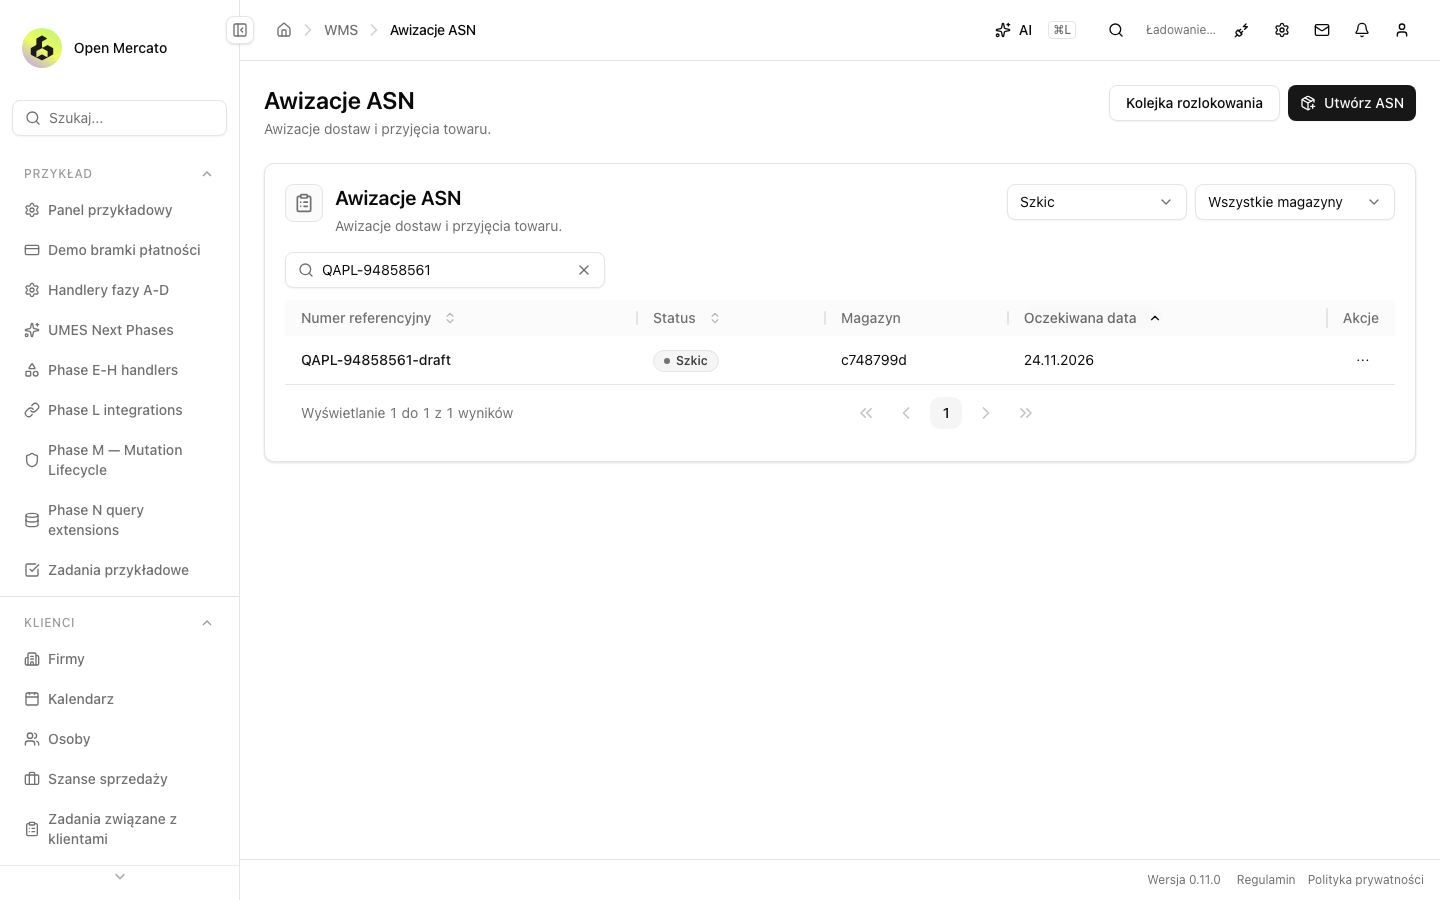 Open Mercato
Szukaj...
PRZYKŁAD
Panel przykładowy
Demo bramki płatności
Handlery fazy A-D
UMES Next Phases
Phase E-H handlers
Phase L integrations
Phase M — Mutation
Lifecycle
Phase N query
extensions
Zadania przykładowe
KLIENCI
Firmy
Kalendarz
Osoby
Szanse sprzedaży
Zadania związane z
klientami
WMS
Awizacje ASN
AI
⌘L
Ładowanie...
Awizacje ASN
Awizacje dostaw i przyjęcia towaru.
Kolejka rozlokowania
Utwórz ASN
Awizacje ASN
Awizacje dostaw i przyjęcia towaru.
Szkic
Wszystkie magazyny
QAPL-94858561
Numer referencyjny
Status
Magazyn
Oczekiwana data
Akcje
QAPL-94858561-draft
Szkic
c748799d
24.11.2026
...
Wyświetlanie 1 do 1 z 1 wyników
1
Wersja 0.11.0
Regulamin
Polityka prywatności